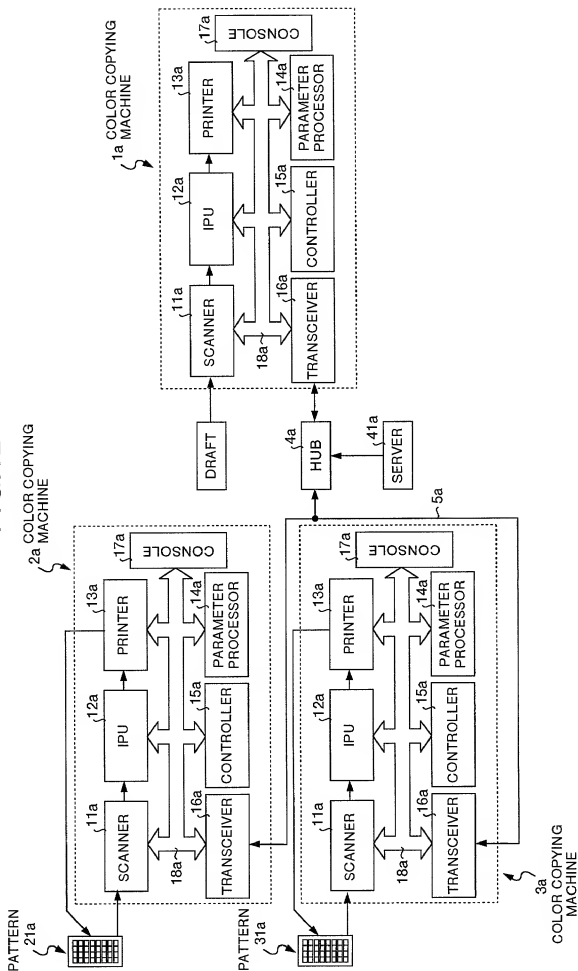 1a COLOR COPYING
MACHINE
11a
SCANNER
12a
IPU
13a
PRINTER
17a
CONSOLE
18a
16a
TRANSCEIVER
15a
CONTROLLER
14a
PARAMETER
PROCESSOR
DRAFT
4a
HUB
41a
SERVER
5a
2a COLOR COPYING
MACHINE
11a
SCANNER
12a
IPU
13a
PRINTER
17a
CONSOLE
18a
16a
TRANSCEIVER
15a
CONTROLLER
14a
PARAMETER
PROCESSOR
PATTERN
21a
11a
SCANNER
12a
IPU
13a
PRINTER
17a
CONSOLE
18a
16a
TRANSCEIVER
15a
CONTROLLER
14a
PARAMETER
PROCESSOR
PATTERN
31a
3a
COLOR COPYING
MACHINE